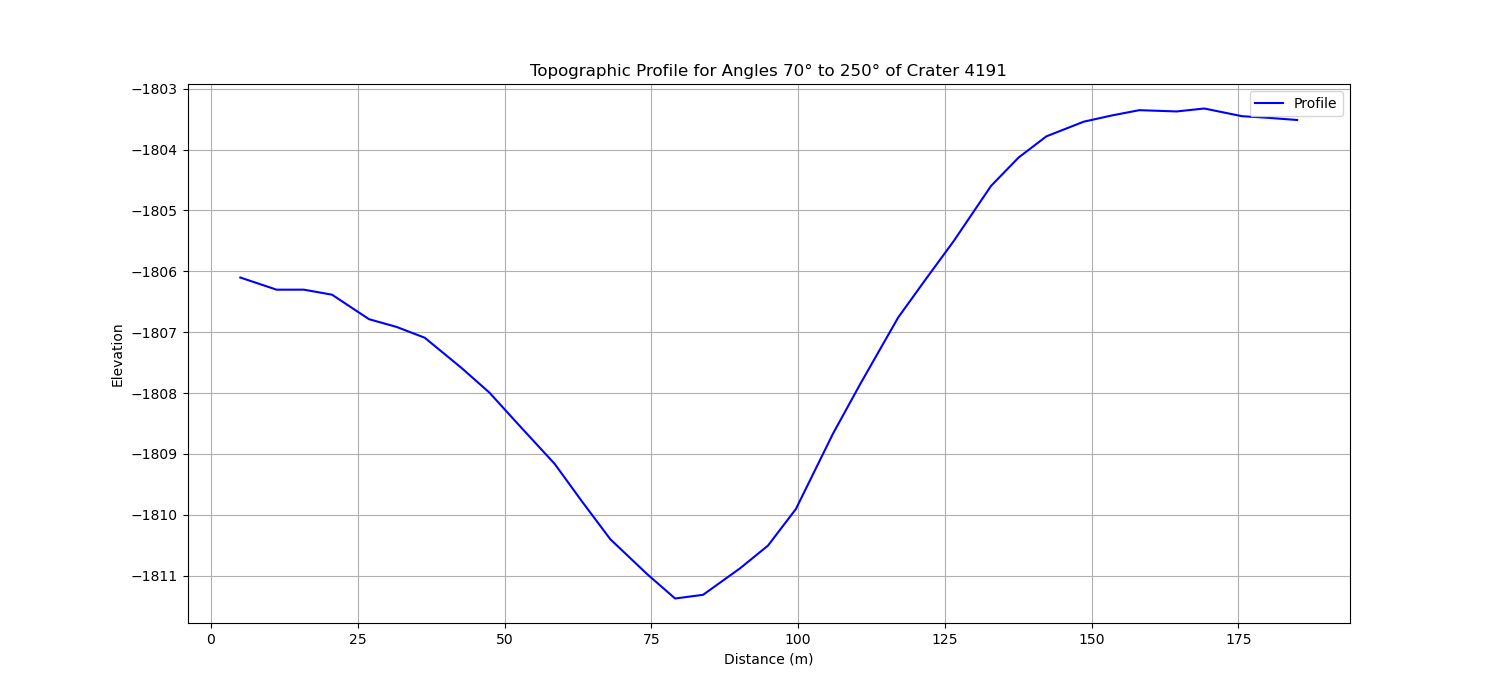 Topographic Profile for Angles 70° to 250° of Crater 4191
Profile
−1803
−1804
−1805
−1806
−1807
−1808
−1809
−1810
−1811
Elevation
0 25 50 75 100 125 150 175
Distance (m)